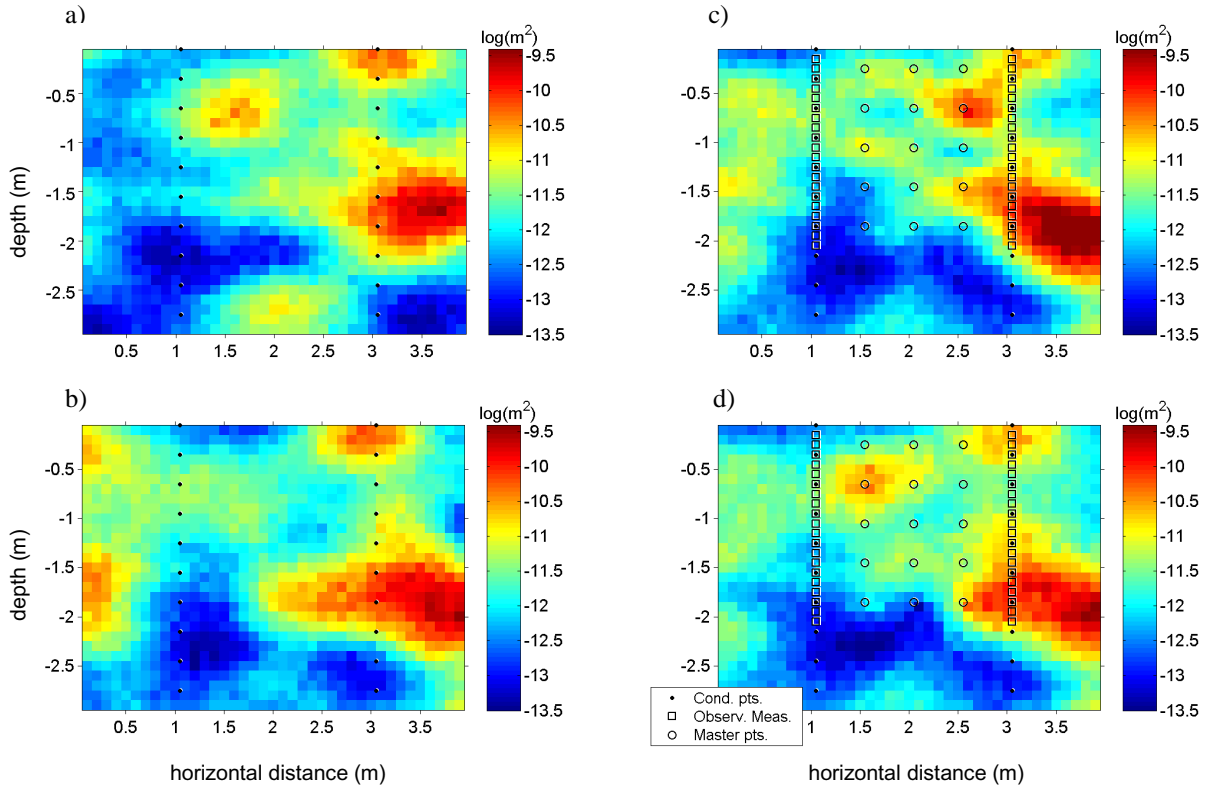 a)
log(m2)
-9.5
-10
-10.5
-11
-11.5
-12
-12.5
-13
-13.5
-0.5
-1
-1.5
-2
-2.5
depth (m)
0.5 1 1.5 2 2.5 3 3.5
c)
log(m2)
-9.5
-10
-10.5
-11
-11.5
-12
-12.5
-13
-13.5
-0.5
-1
-1.5
-2
-2.5
0.5 1 1.5 2 2.5 3 3.5
b)
log(m2)
-9.5
-10
-10.5
-11
-11.5
-12
-12.5
-13
-13.5
-0.5
-1
-1.5
-2
-2.5
depth (m)
0.5 1 1.5 2 2.5 3 3.5
horizontal distance (m)
d)
log(m2)
-9.5
-10
-10.5
-11
-11.5
-12
-12.5
-13
-13.5
-0.5
-1
-1.5
-2
-2.5
Cond. pts.
Observ. Meas.
Master pts.
1 1.5 2 2.5 3 3.5
horizontal distance (m)